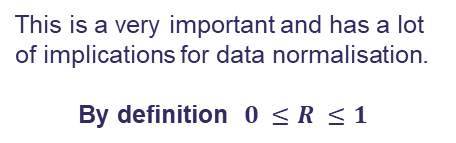 This is a very important and has a lot
of implications for data normalisation.
By definition 0 ≤ R ≤ 1